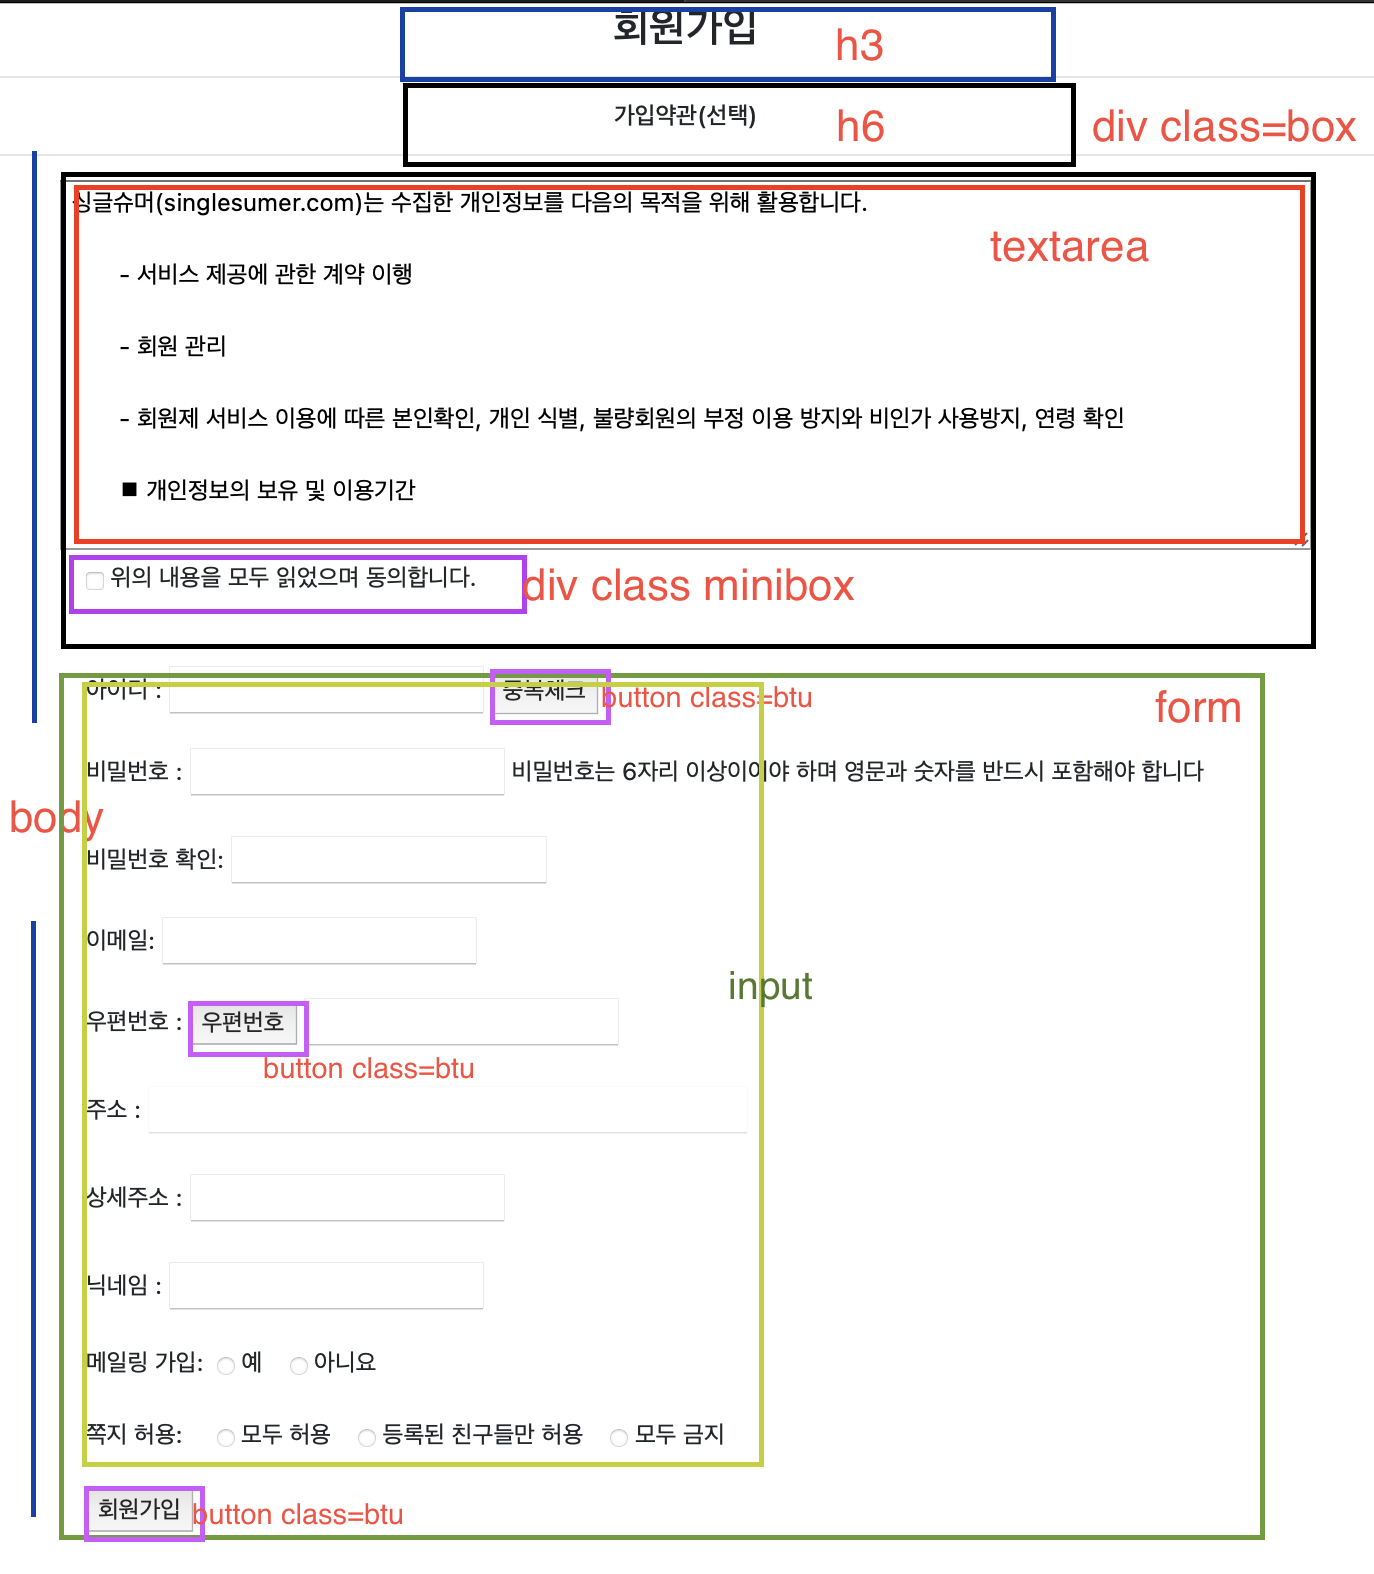 회원가입
h3
가입약관(선택)
h6
div class=box
싱글슈머(singlesumer.com)는 수집한 개인정보를 다음의 목적을 위해 활용합니다.
textarea
- 서비스 제공에 관한 계약 이행
- 회원 관리
- 회원제 서비스 이용에 따른 본인확인, 개인 식별, 불량회원의 부정 이용 방지와 비인가 사용방지, 연령 확인
■ 개인정보의 보유 및 이용기간
위의 내용을 모두 읽었으며 동의합니다.
div class minibox
아이디 :
중복체크
button class=btu
form
비밀번호 :
비밀번호는 6자리 이상이어야 하며 영문과 숫자를 반드시 포함해야 합니다
body
비밀번호 확인:
이메일:
input
우편번호 :
우편번호
button class=btu
주소 :
상세주소 :
닉네임 :
메일링 가입: 예 아니요
쪽지 허용: 모두 허용 등록된 친구들만 허용 모두 금지
회원가입
button class=btu